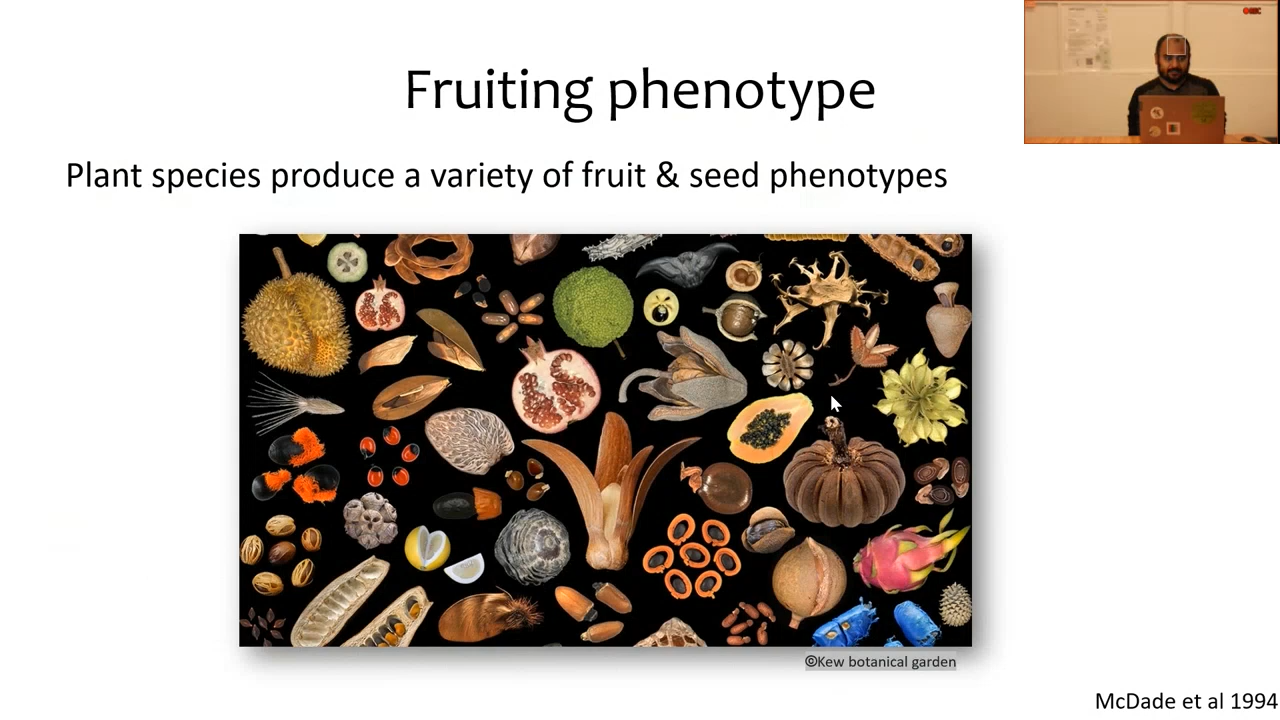 Fruiting phenotype
Plant species produce a variety of fruit & seed phenotypes
©Kew botanical garden
McDade et al 1994